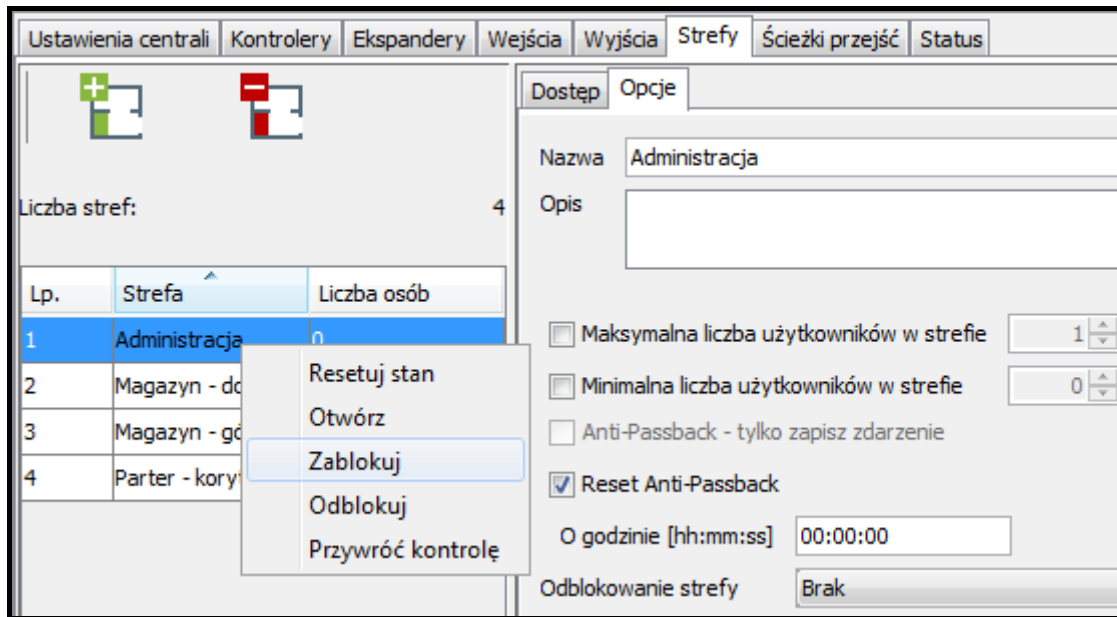 Ustawienia centrali Kontrolery Ekspandery Wejścia Wyjścia Strefy Ścieżki przejść Status
Dostęp Opcje
Nazwa Administracja
Liczba stref: 4
Opis
Lp. Strefa Liczba osób
1 Administracja 0
2 Magazyn -
3 Magazyn -
4 Parter -
Resetuj stan
Otwórz
Zablokuj
Odblokuj
Przywróć kontrolę
Maksymalna liczba użytkowników w strefie 1
Minimalna liczba użytkowników w strefie 0
Anti-Passback - tylko zapisz zdarzenie
Reset Anti-Passback
O godzinie [hh:mm:ss] 00:00:00
Odblokowanie strefy Brak